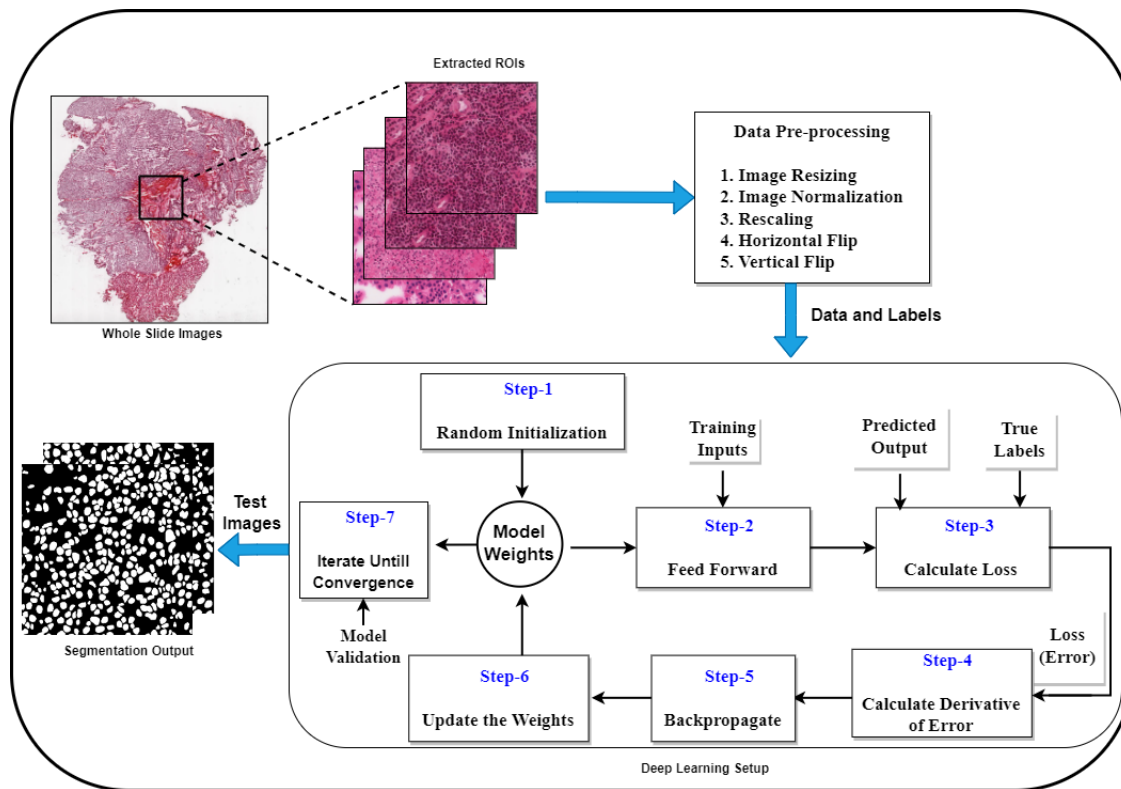 Extracted ROIs
Whole Slide Images
Data Pre-processing
1. Image Resizing
2. Image Normalization
3. Rescaling
4. Horizontal Flip
5. Vertical Flip
Data and Labels
Step-1
Random Initialization
Training
Inputs
Predicted
Output
True
Labels
Model
Weights
Step-2
Feed Forward
Step-3
Calculate Loss
Loss
(Error)
Step-4
Calculate Derivative
of Error
Step-5
Backpropagate
Step-6
Update the Weights
Step-7
Iterate Untill
Convergence
Model
Validation
Test
Images
Segmentation Output
Deep Learning Setup